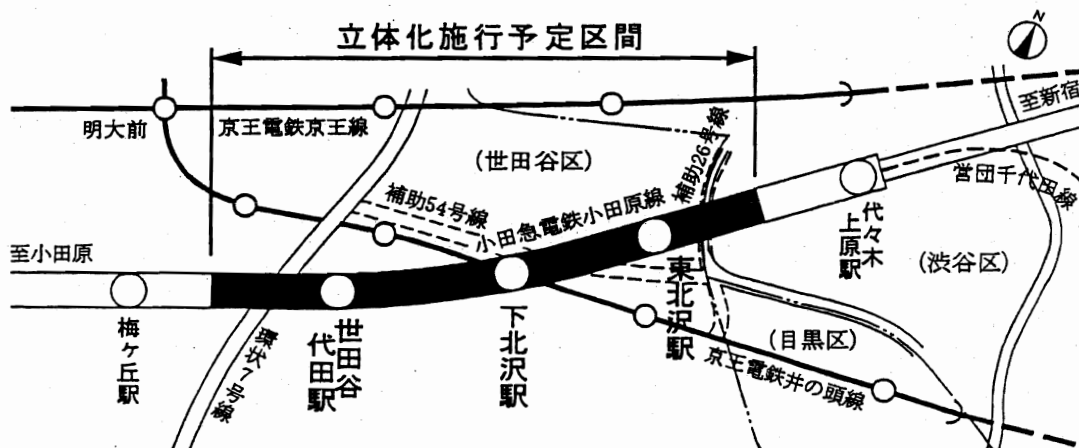 立体化施行予定区間
N
至新宿
明大前
京王電鉄京王線
(世田谷区)
補助26号線
営団千代田線
補助54号線
小田急電鉄小田原線
代々木
上原駅
至小田原
(渋谷区)
東北沢駅
梅ヶ丘駅
環状7号線
世田谷
代田駅
下北沢駅
(目黒区)
京王電鉄井の頭線